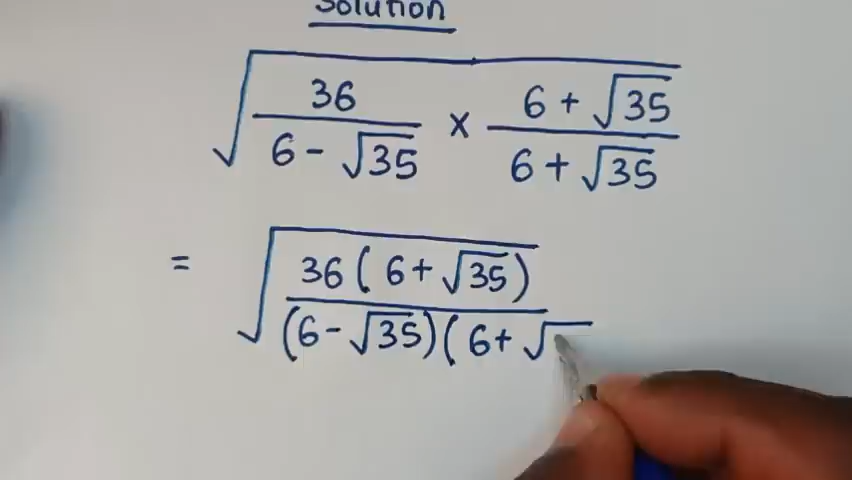 Solution
√(36/(6 - √35) × (6 + √35)/(6 + √35))
= √(36(6 + √35)/(6 - √35)(6 + √